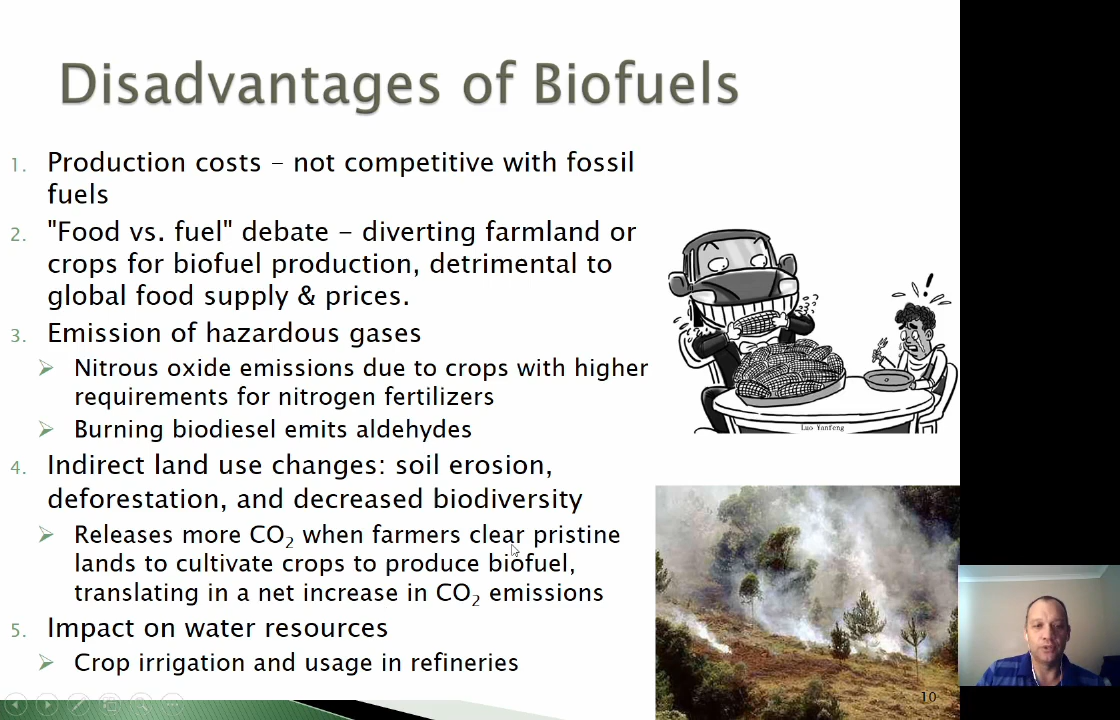 Disadvantages of Biofuels
1. Production costs – not competitive with fossil
fuels
2. "Food vs. fuel" debate – diverting farmland or
crops for biofuel production, detrimental to
global food supply & prices.
3. Emission of hazardous gases
➢ Nitrous oxide emissions due to crops with higher
requirements for nitrogen fertilizers
➢ Burning biodiesel emits aldehydes
4. Indirect land use changes: soil erosion,
deforestation, and decreased biodiversity
➢ Releases more CO₂ when farmers clear pristine
lands to cultivate crops to produce biofuel,
translating in a net increase in CO₂ emissions
5. Impact on water resources
➢ Crop irrigation and usage in refineries
!
Luo Yanfeng
10